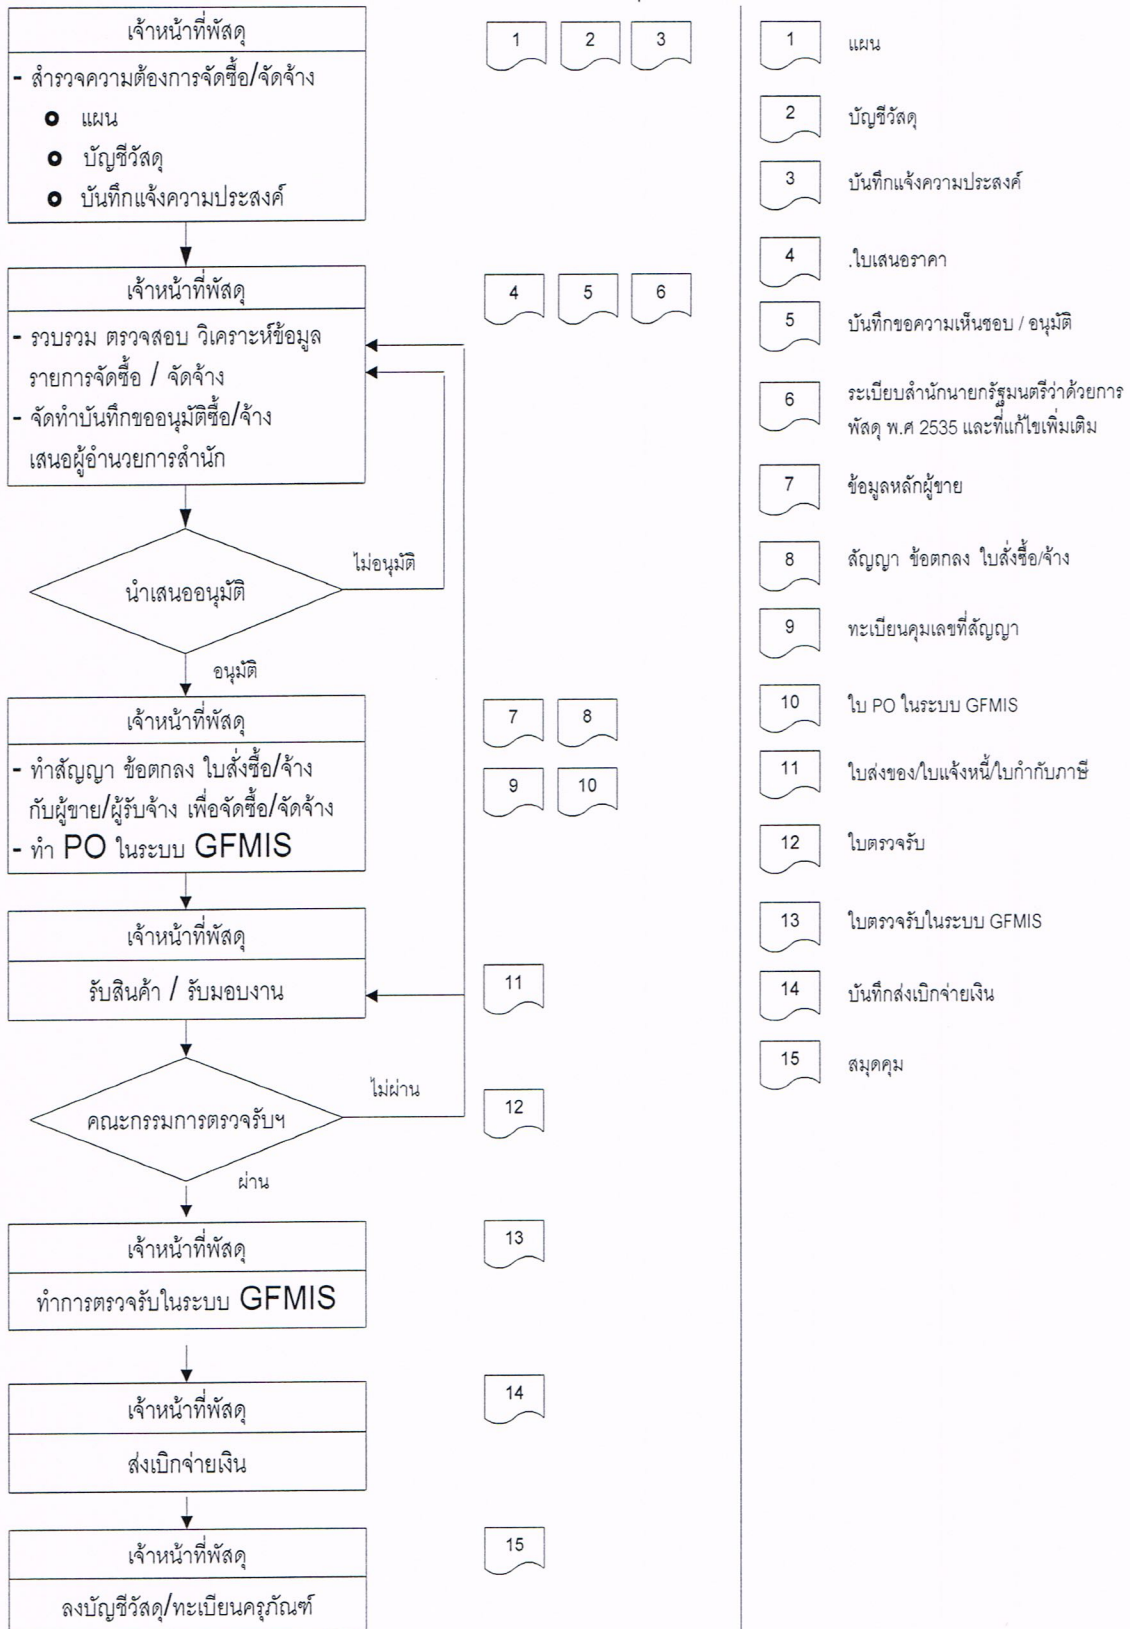 เจ้าหน้าที่พัสดุ
- สำรวจความต้องการจัดซื้อ/จัดจ้าง
แผน
บัญชีวัสดุ
บันทึกแจ้งความประสงค์
1 2 3
เจ้าหน้าที่พัสดุ
- รวบรวม ตรวจสอบ วิเคราะห์ข้อมูล
รายการจัดซื้อ / จัดจ้าง
- จัดทำบันทึกขออนุมัติซื้อ/จ้าง
เสนอผู้อำนวยการสำนัก
4 5 6
นำเสนออนุมัติ
ไม่อนุมัติ
อนุมัติ
เจ้าหน้าที่พัสดุ
- ทำสัญญา ข้อตกลง ใบสั่งซื้อ/จ้าง
กับผู้ขาย/ผู้รับจ้าง เพื่อจัดซื้อ/จัดจ้าง
- ทำ PO ในระบบ GFMIS
7 8
9 10
เจ้าหน้าที่พัสดุ
รับสินค้า / รับมอบงาน
11
คณะกรรมการตรวจรับฯ
ไม่ผ่าน
12
ผ่าน
เจ้าหน้าที่พัสดุ
ทำการตรวจรับในระบบ GFMIS
13
เจ้าหน้าที่พัสดุ
ส่งเบิกจ่ายเงิน
14
เจ้าหน้าที่พัสดุ
ลงบัญชีวัสดุ/ทะเบียนครุภัณฑ์
15
1 แผน
2 บัญชีวัสดุ
3 บันทึกแจ้งความประสงค์
4 .ใบเสนอราคา
5 บันทึกขอความเห็นชอบ / อนุมัติ
6 ระเบียบสำนักนายกรัฐมนตรีว่าด้วยการ
พัสดุ พ.ศ 2535 และที่แก้ไขเพิ่มเติม
7 ข้อมูลหลักผู้ขาย
8 สัญญา ข้อตกลง ใบสั่งซื้อ/จ้าง
9 ทะเบียนคุมเลขที่สัญญา
10 ใบ PO ในระบบ GFMIS
11 ใบส่งของ/ใบแจ้งหนี้/ใบกำกับภาษี
12 ใบตรวจรับ
13 ใบตรวจรับในระบบ GFMIS
14 บันทึกส่งเบิกจ่ายเงิน
15 สมุดคุม